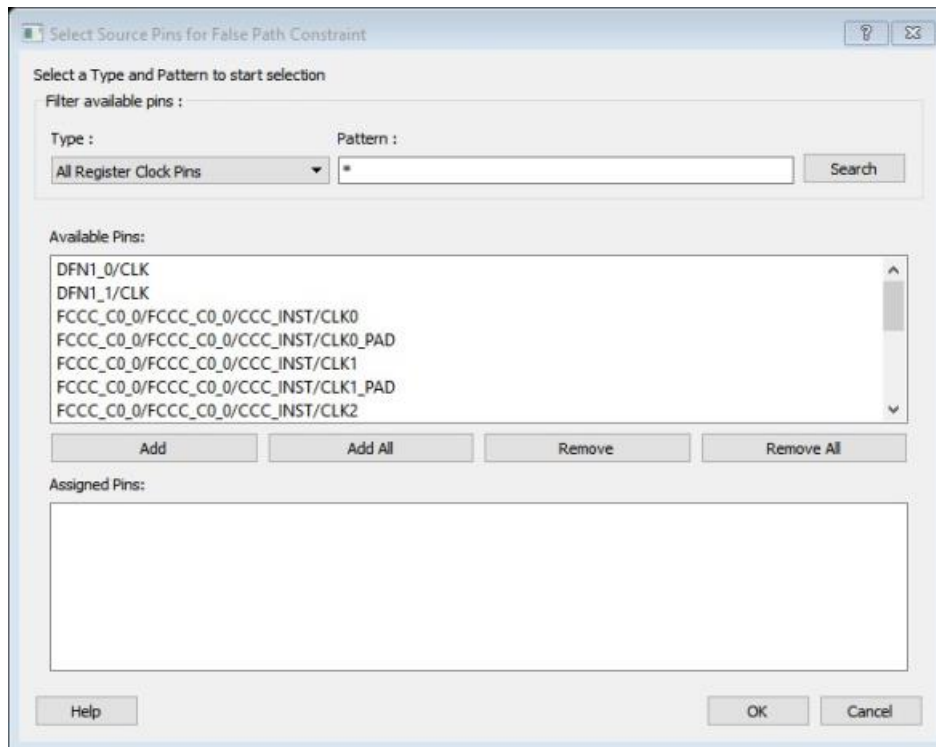 Select Source Pins for False Path Constraint
Select a Type and Pattern to start selection
Filter available pins :
Type : Pattern :
All Register Clock Pins * Search
Available Pins:
DFN1_0/CLK
DFN1_1/CLK
FCCC_C0_0/FCCC_C0_0/CCC_INST/CLK0
FCCC_C0_0/FCCC_C0_0/CCC_INST/CLK0_PAD
FCCC_C0_0/FCCC_C0_0/CCC_INST/CLK1
FCCC_C0_0/FCCC_C0_0/CCC_INST/CLK1_PAD
FCCC_C0_0/FCCC_C0_0/CCC_INST/CLK2
Add Add All Remove Remove All
Assigned Pins:
Help OK Cancel